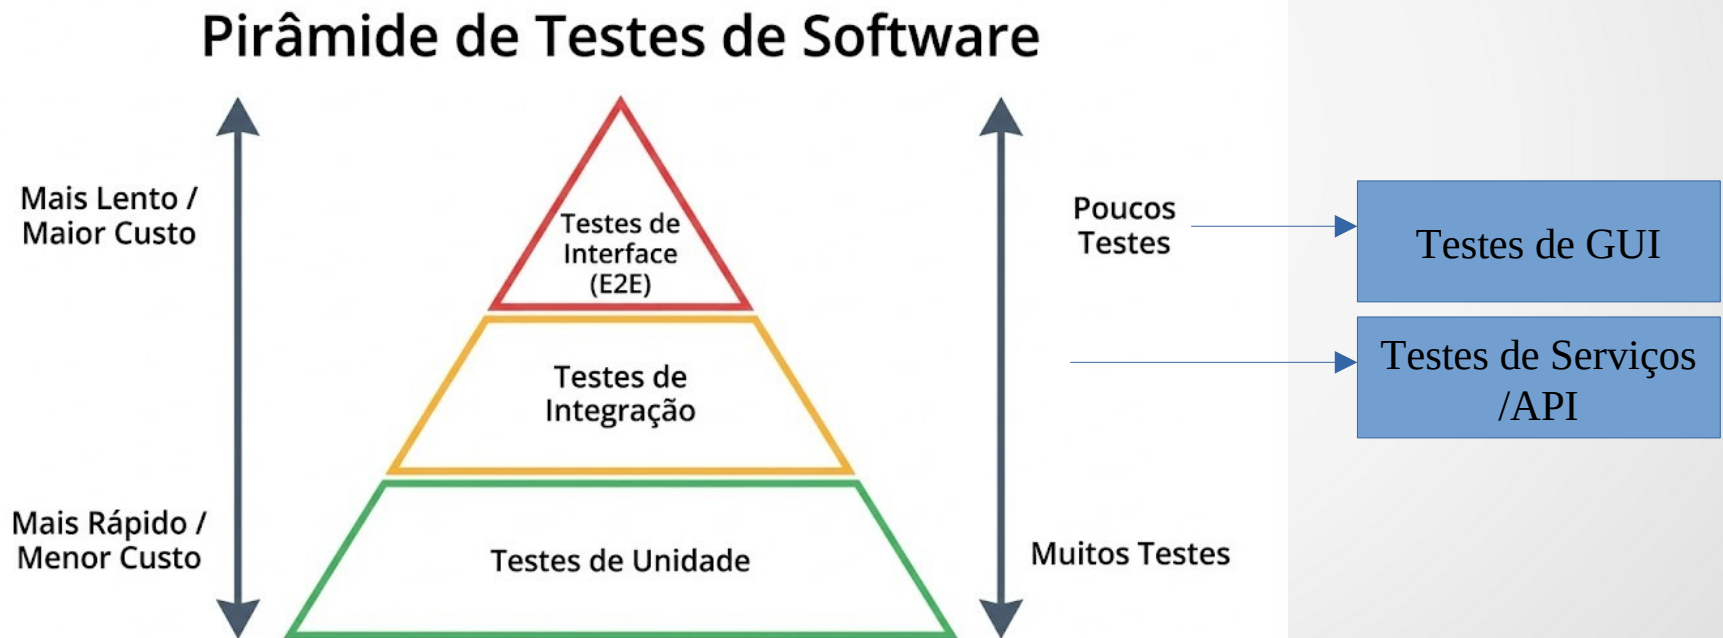 Pirâmide de Testes de Software
Mais Lento /
Maior Custo
Testes de
Interface
(E2E)
Poucos
Testes
Testes de GUI
Testes de
Integração
Testes de Serviços
/API
Mais Rápido /
Menor Custo
Testes de Unidade
Muitos Testes